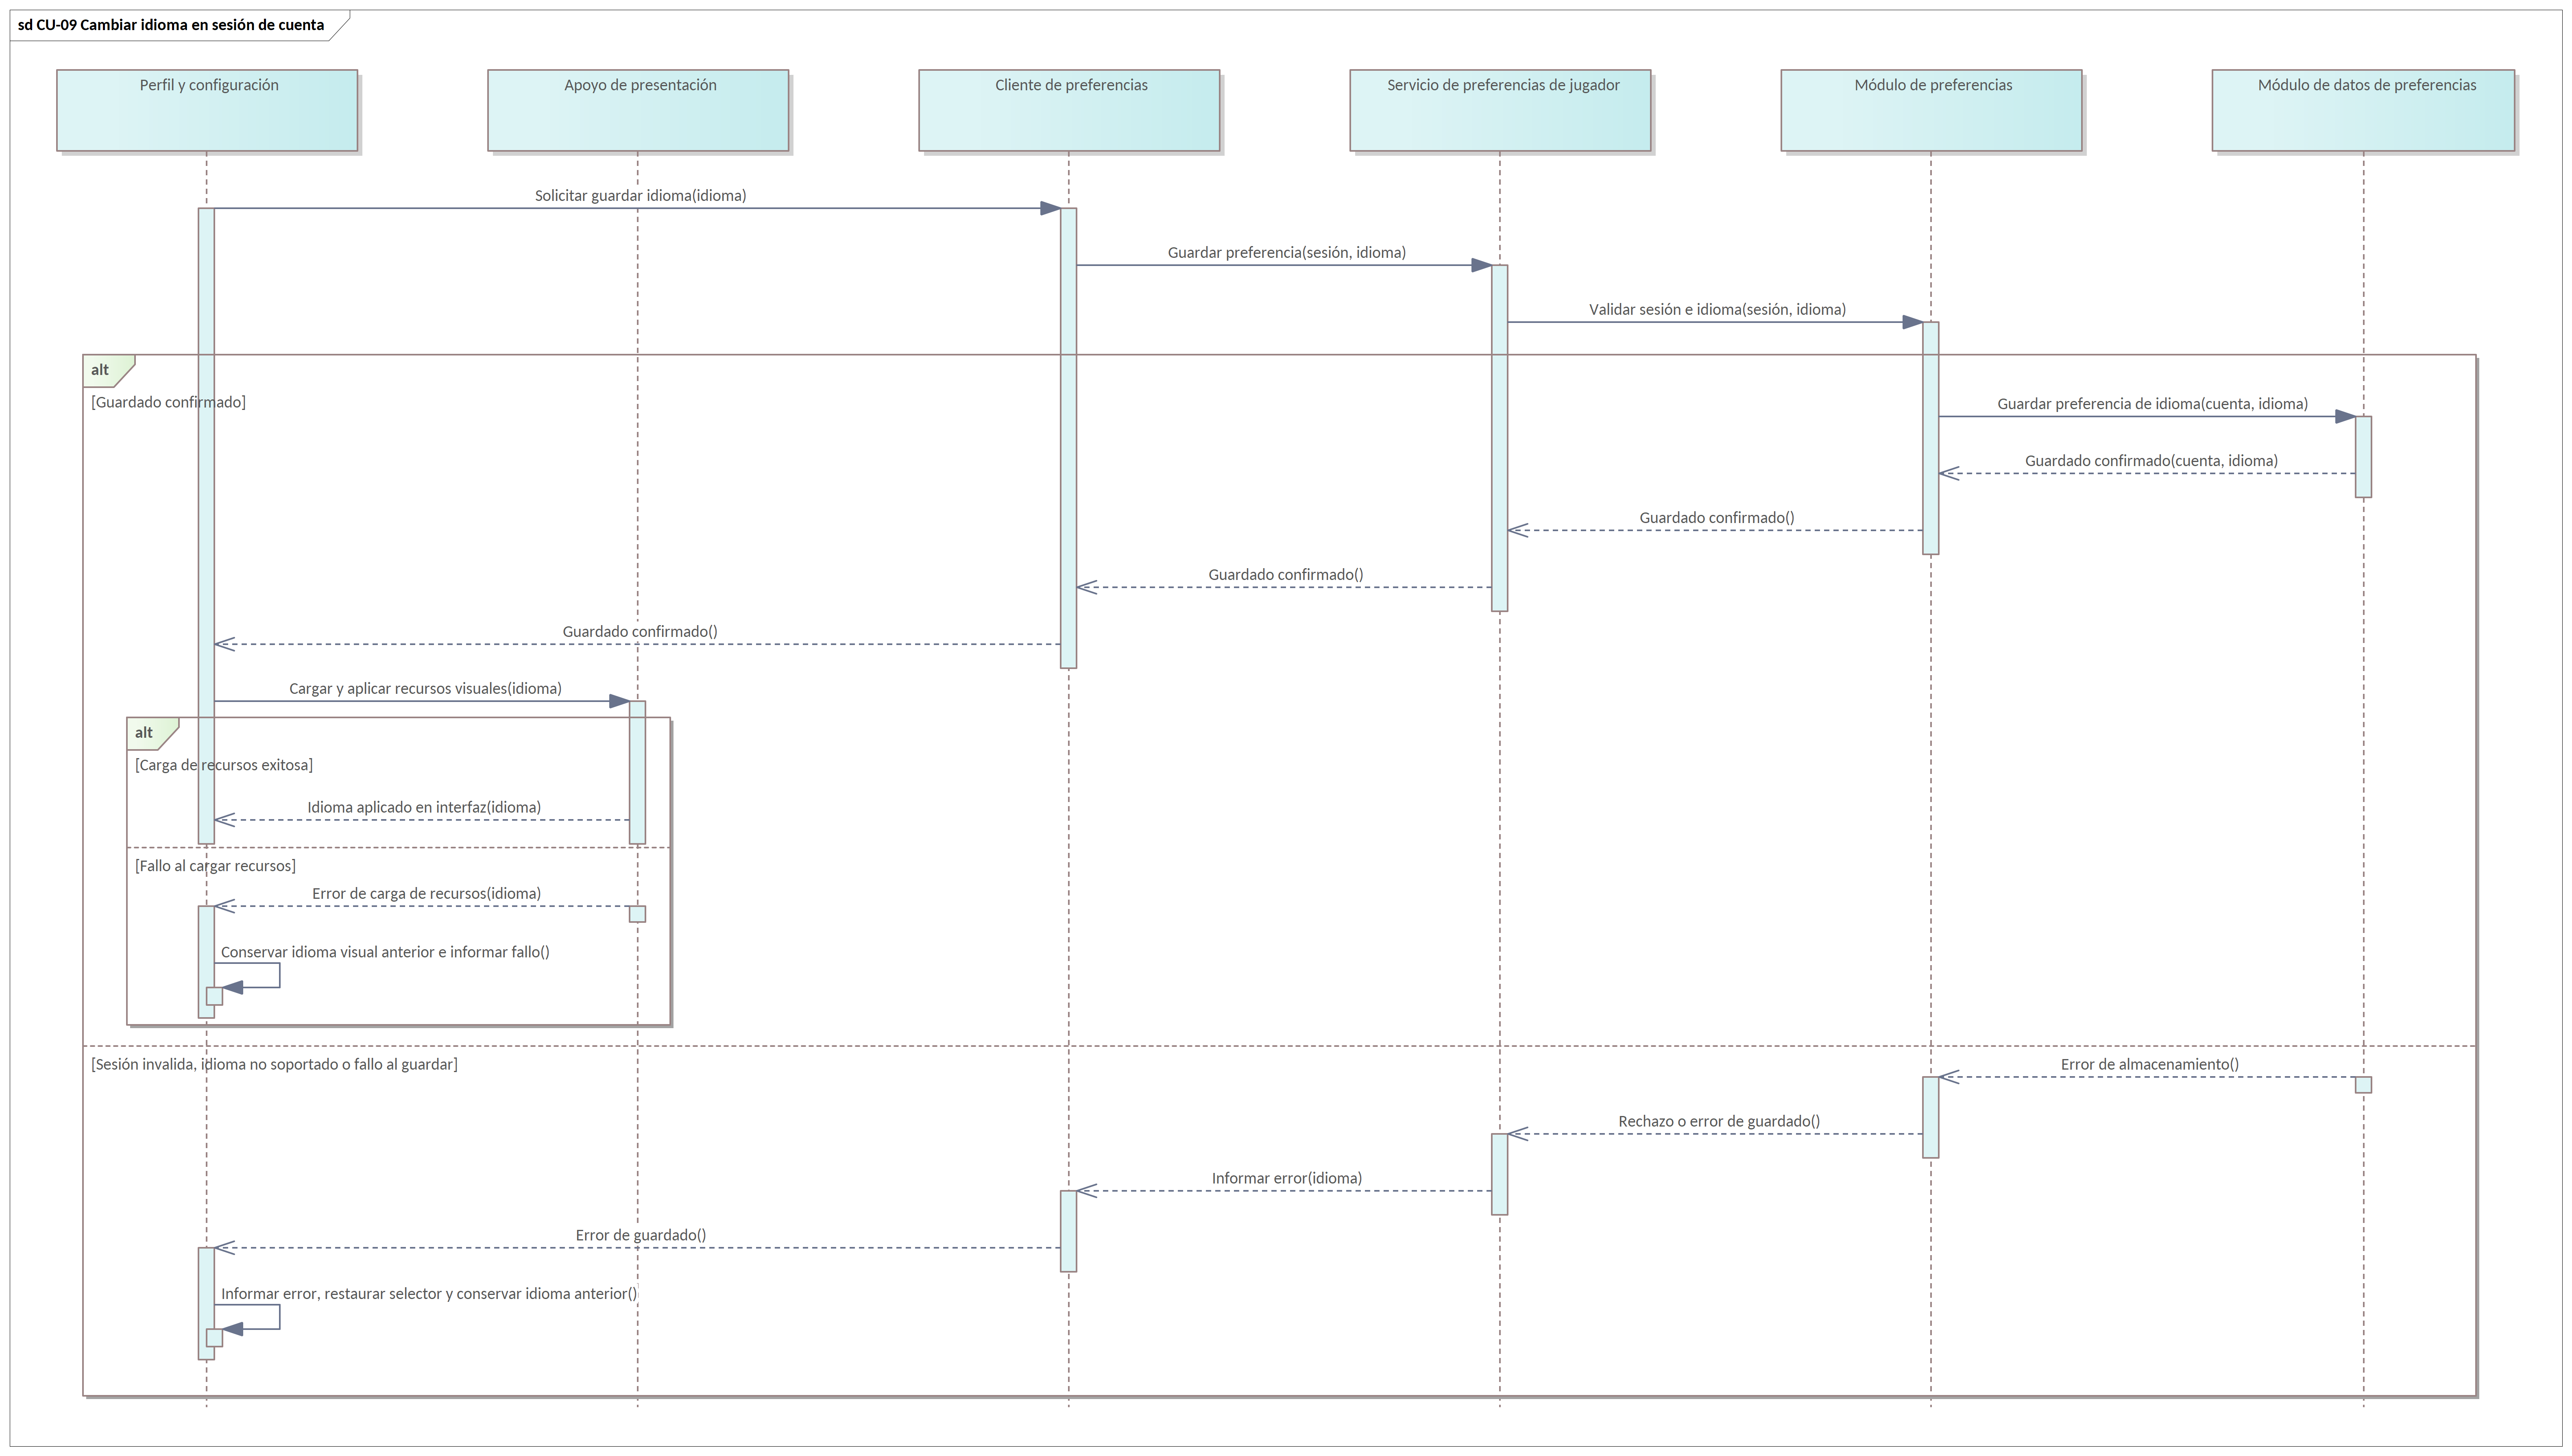 sd CU-09 Cambiar idioma en sesión de cuenta
Perfil y configuración
Apoyo de presentación
Cliente de preferencias
Servicio de preferencias de jugador
Módulo de preferencias
Módulo de datos de preferencias
Solicitar guardar idioma(idioma)
Guardar preferencia(sesión, idioma)
Validar sesión e idioma(sesión, idioma)
alt
[Guardado confirmado]
Guardar preferencia de idioma(cuenta, idioma)
Guardado confirmado(cuenta, idioma)
Guardado confirmado()
Guardado confirmado()
Guardado confirmado()
Cargar y aplicar recursos visuales(idioma)
alt
[Carga de recursos exitosa]
Idioma aplicado en interfaz(idioma)
[Fallo al cargar recursos]
Error de carga de recursos(idioma)
Conservar idioma visual anterior e informar fallo()
[Sesión invalida, idioma no soportado o fallo al guardar]
Error de almacenamiento()
Rechazo o error de guardado()
Informar error(idioma)
Error de guardado()
Informar error, restaurar selector y conservar idioma anterior()